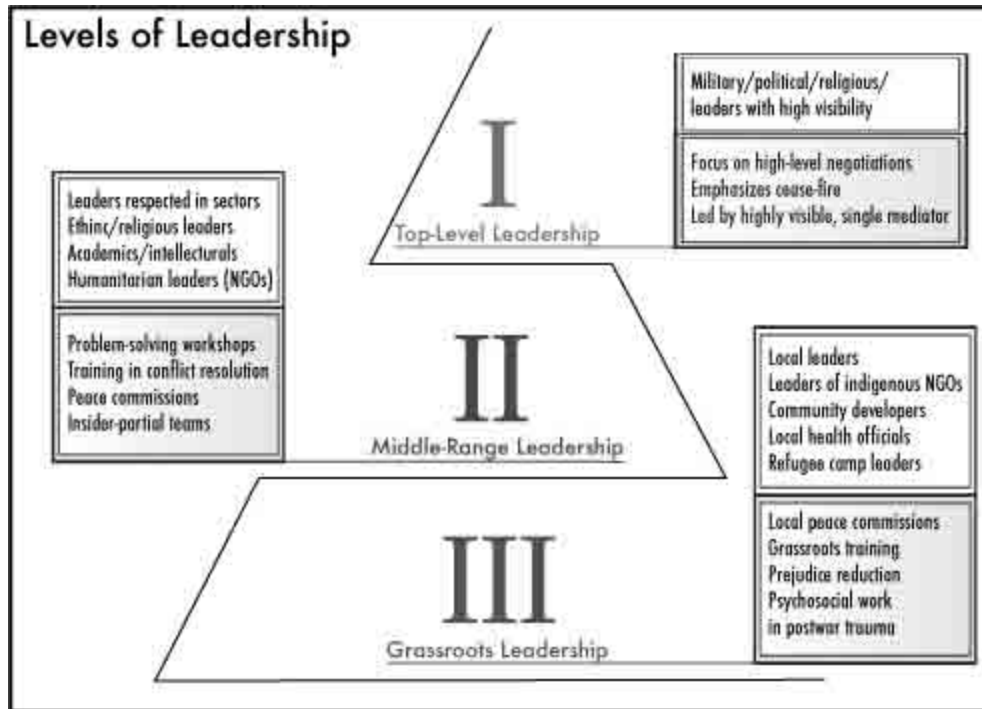 Levels of Leadership
Military/political/religious/
leaders with high visibility
I
Focus on high-level negotiations
Emphasizes cease-fire
Led by highly visible, single mediator
Top-Level Leadership
Leaders respected in sectors
Ethinc/religious leaders
Academics/intellecturals
Humanitarian leaders (NGOs)
Problem-solving workshops
Training in conflict resolution
Peace commissions
Insider-partial teams
II
Middle-Range Leadership
Local leaders
Leaders of indigenous NGOs
Community developers
Local health officials
Refugee camp leaders
Local peace commissions
Grassroots training
Prejudice reduction
Psychosocial work
in postwar trauma
III
Grassroots Leadership